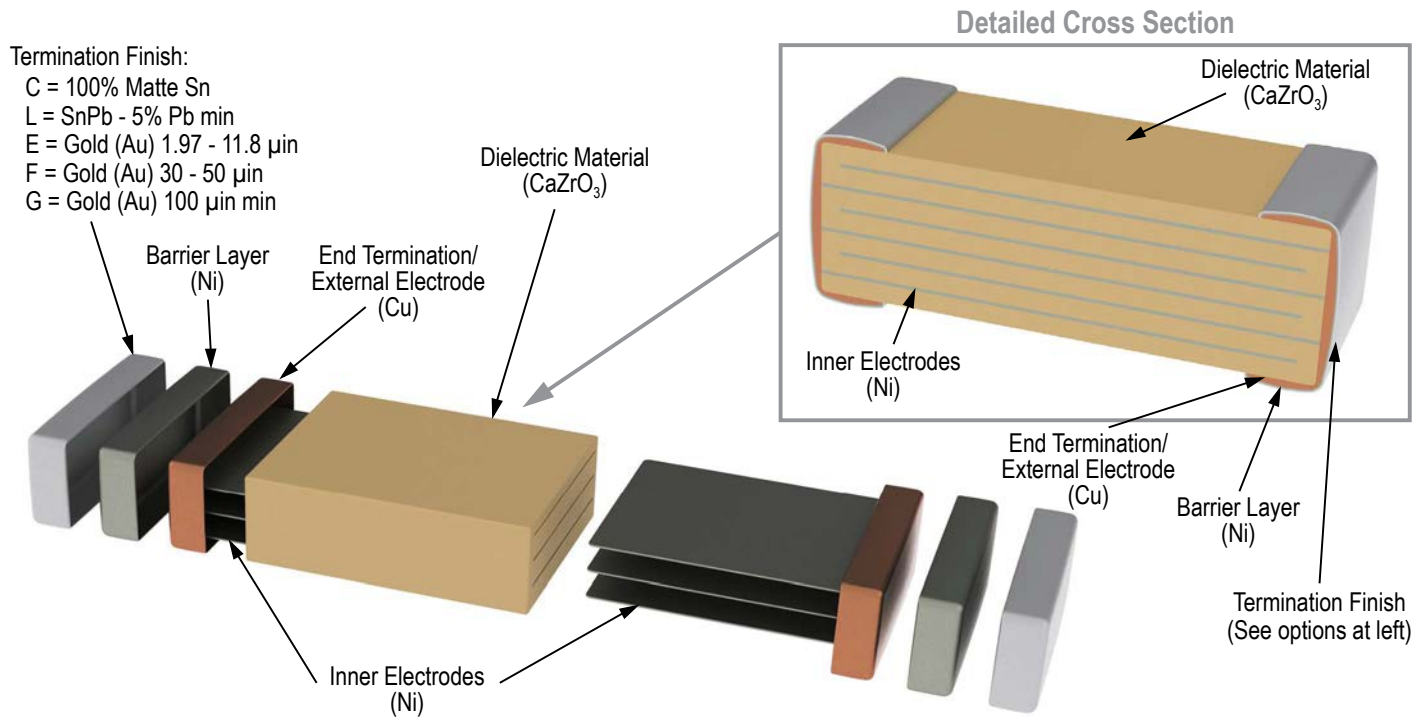 Detailed Cross Section
Termination Finish:
C = 100% Matte Sn
L = SnPb - 5% Pb min
E = Gold (Au) 1.97 - 11.8 µin
F = Gold (Au) 30 - 50 µin
G = Gold (Au) 100 µin min
Barrier Layer
(Ni)
End Termination/
External Electrode
(Cu)
Dielectric Material
(CaZrO₃)
Dielectric Material
(CaZrO₃)
Inner Electrodes
(Ni)
End Termination/
External Electrode
(Cu)
Barrier Layer
(Ni)
Termination Finish
(See options at left)
Inner Electrodes
(Ni)